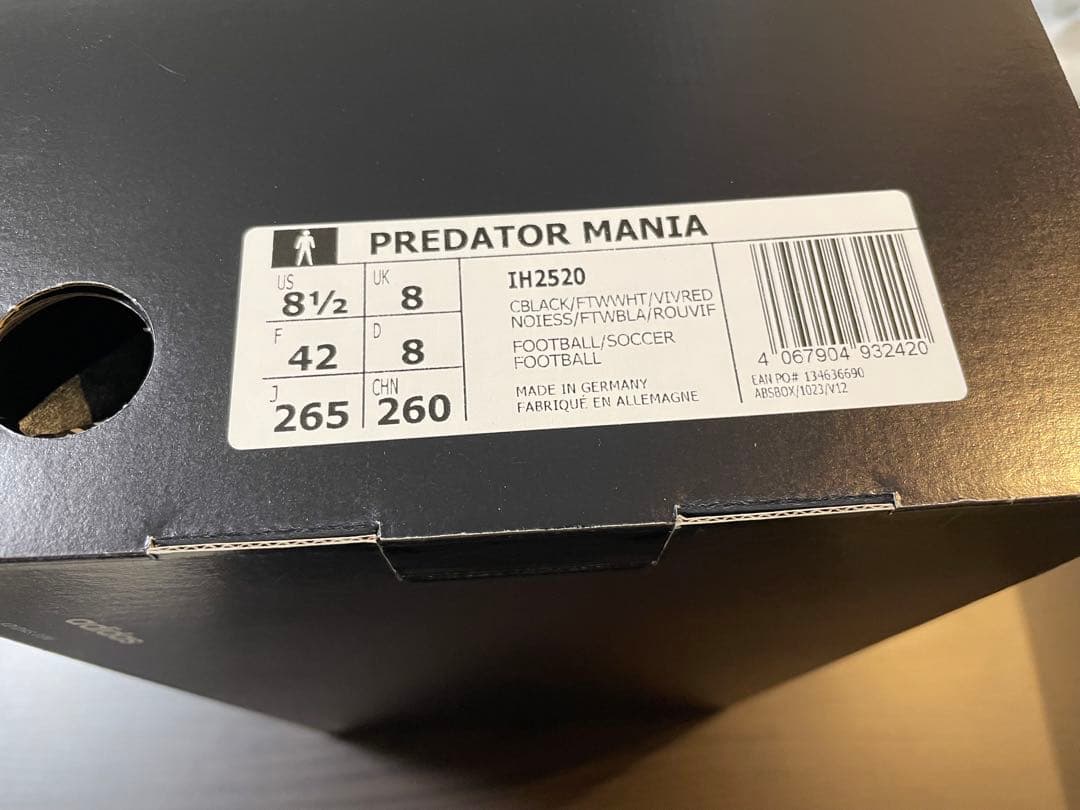 PREDATOR MANIA
US 8½ UK 8
F 42 D 8
J 265 CHN 260
IH2520
CBLACK/FTWWHT/VIVRED
NOIESS/FTWBLA/ROUVIF
FOOTBALL/SOCCER
FOOTBALL
MADE IN GERMANY
FABRIQUÉ EN ALLEMAGNE
4 067904 932420
EAN PO# 134636690
ABSBOX/1023/V12
adidas